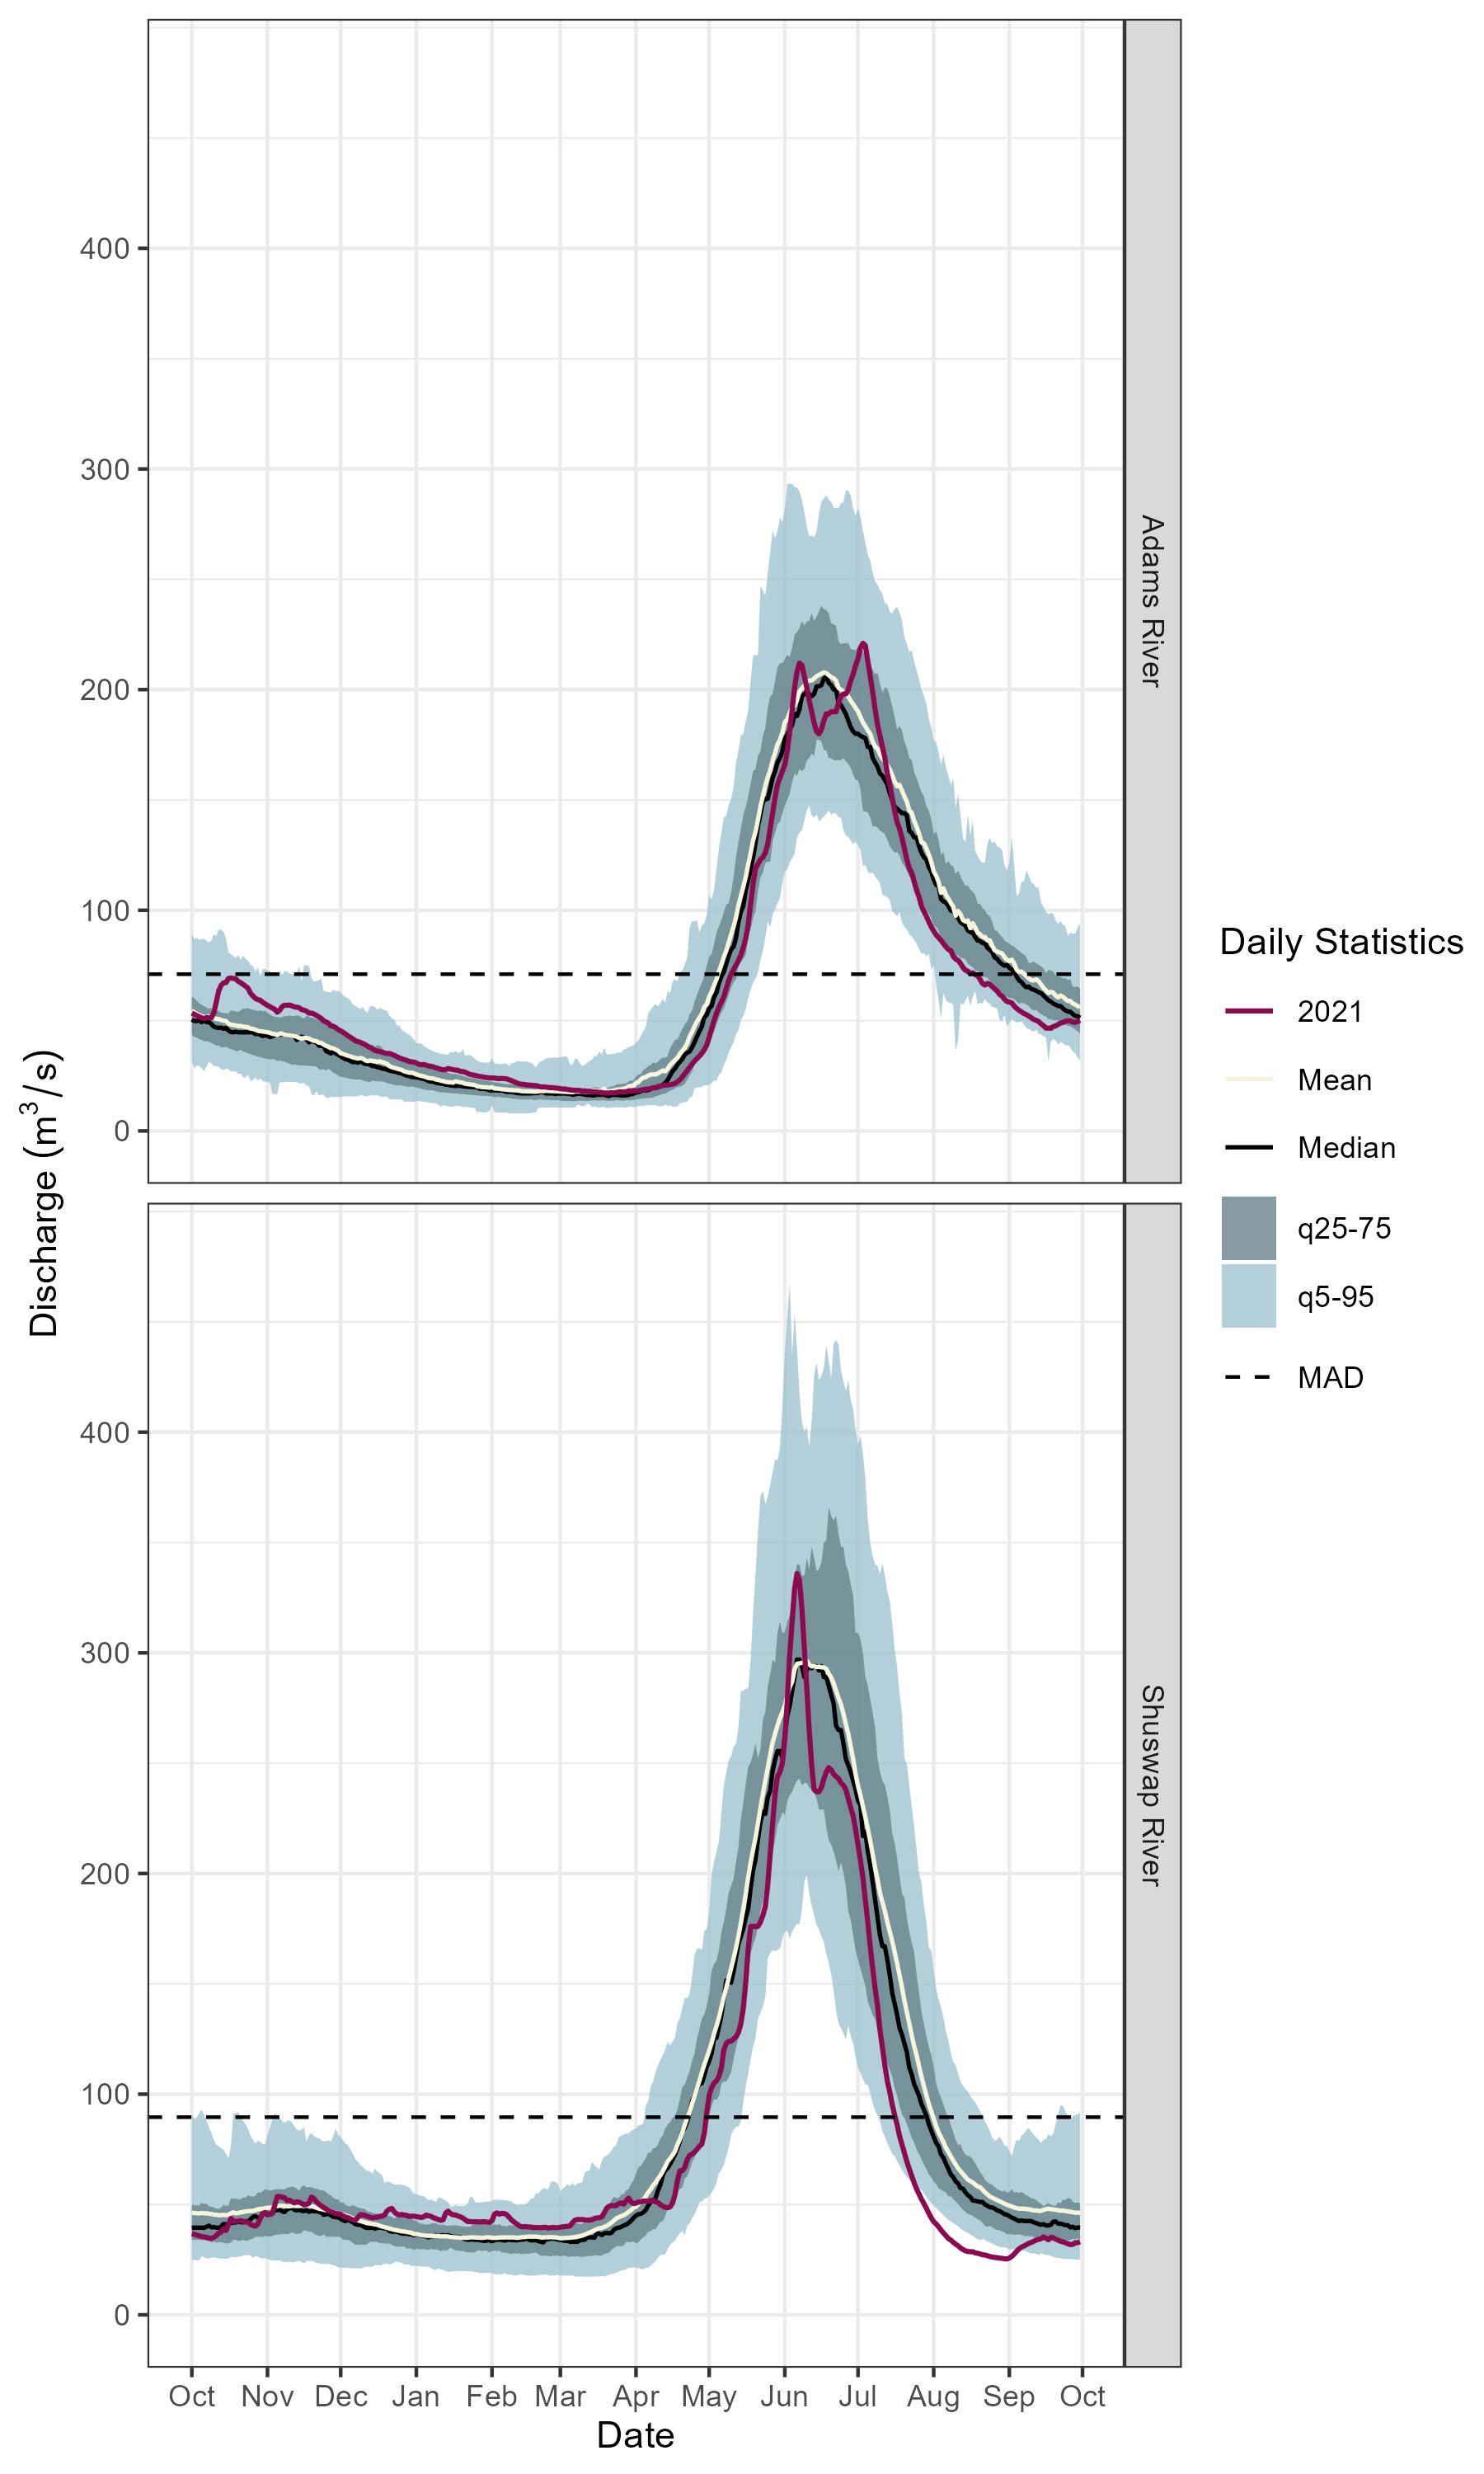 400
300
200
100
0
Adams River
Discharge (m³/s)
400
300
200
100
0
Shuswap River
Oct Nov Dec Jan Feb Mar Apr May Jun Jul Aug Sep Oct
Date
Daily Statistics
2021
Mean
Median
q25-75
q5-95
MAD